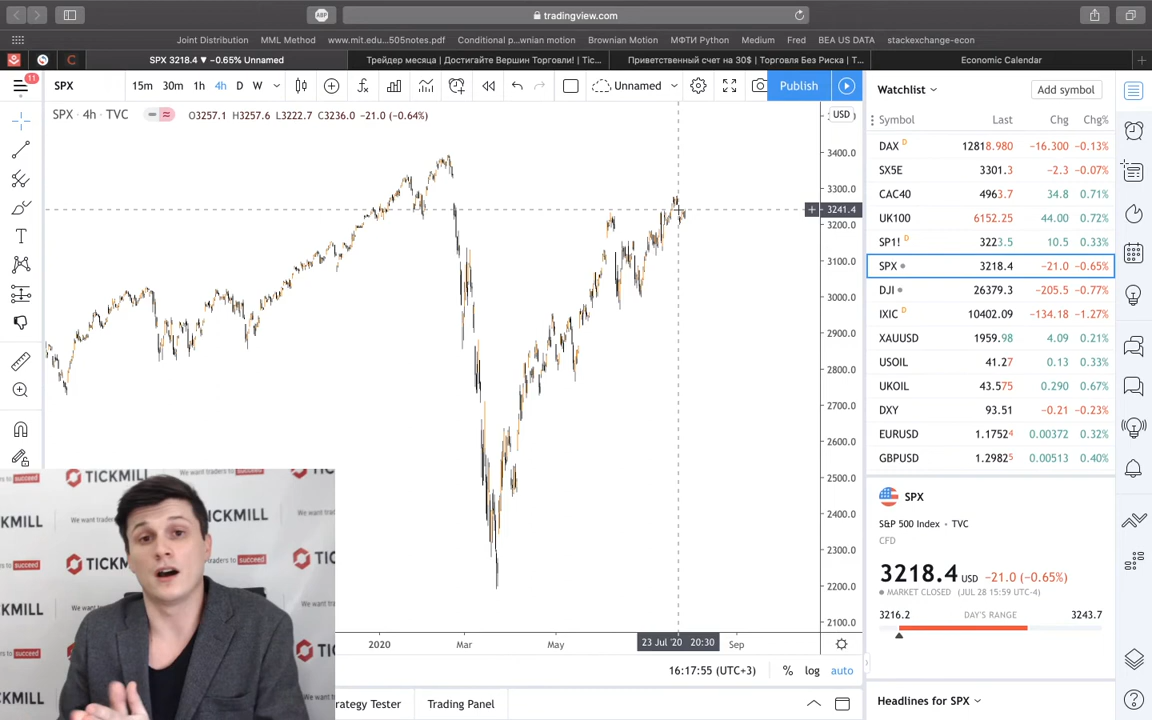 ABP
tradingview.com
Joint Distribution
MML Method
www.mit.edu...505notes.pdf
Conditional p...wnian motion
Brownian Motion
МФТИ Python
Medium
Fred
BEA US DATA
stackexchange-econ
SPX 3218.4 ▼ −0.65% Unnamed
Трейдер месяца | Достигайте Вершин Торговли! | Tic...
Приветственный счет на 30$ | Торговля Без Риска | T...
Economic Calendar
11
SPX
15m 30m 1h 4h D W
Unnamed
Publish
SPX · 4h · TVC
O3257.1 H3257.6 L3222.7 C3236.0 −21.0 (−0.64%)
USD
3400.0
3300.0
3241.4
3200.0
3100.0
3000.0
2900.0
2800.0
2700.0
2600.0
2500.0
2400.0
2300.0
2200.0
2100.0
2020
Mar
May
23 Jul '20 20:30
Sep
16:17:55 (UTC+3)
% log auto
rategy Tester
Trading Panel
Watchlist
Add symbol
Symbol Last Chg Chg%
DAX D 12818.980 −16.300 −0.13%
SX5E 3301.3 −2.3 −0.07%
CAC40 4963.7 34.8 0.71%
UK100 6152.25 44.00 0.72%
SP1! D 3223.5 10.5 0.33%
SPX 3218.4 −21.0 −0.65%
DJI 26379.3 −205.5 −0.77%
IXIC D 10402.09 −134.18 −1.27%
XAUUSD 1959.98 4.09 0.21%
USOIL 41.27 0.13 0.33%
UKOIL 43.575 0.290 0.67%
DXY 93.51 −0.21 −0.23%
EURUSD 1.17524 0.00372 0.32%
GBPUSD 1.29825 0.00513 0.40%
SPX
S&P 500 Index · TVC
CFD
3218.4 USD −21.0 (−0.65%)
MARKET CLOSED (JUL 28 15:59 UTC-4)
3216.2 DAY'S RANGE 3243.7
Headlines for SPX
TICKMILL
We want traders to succeed